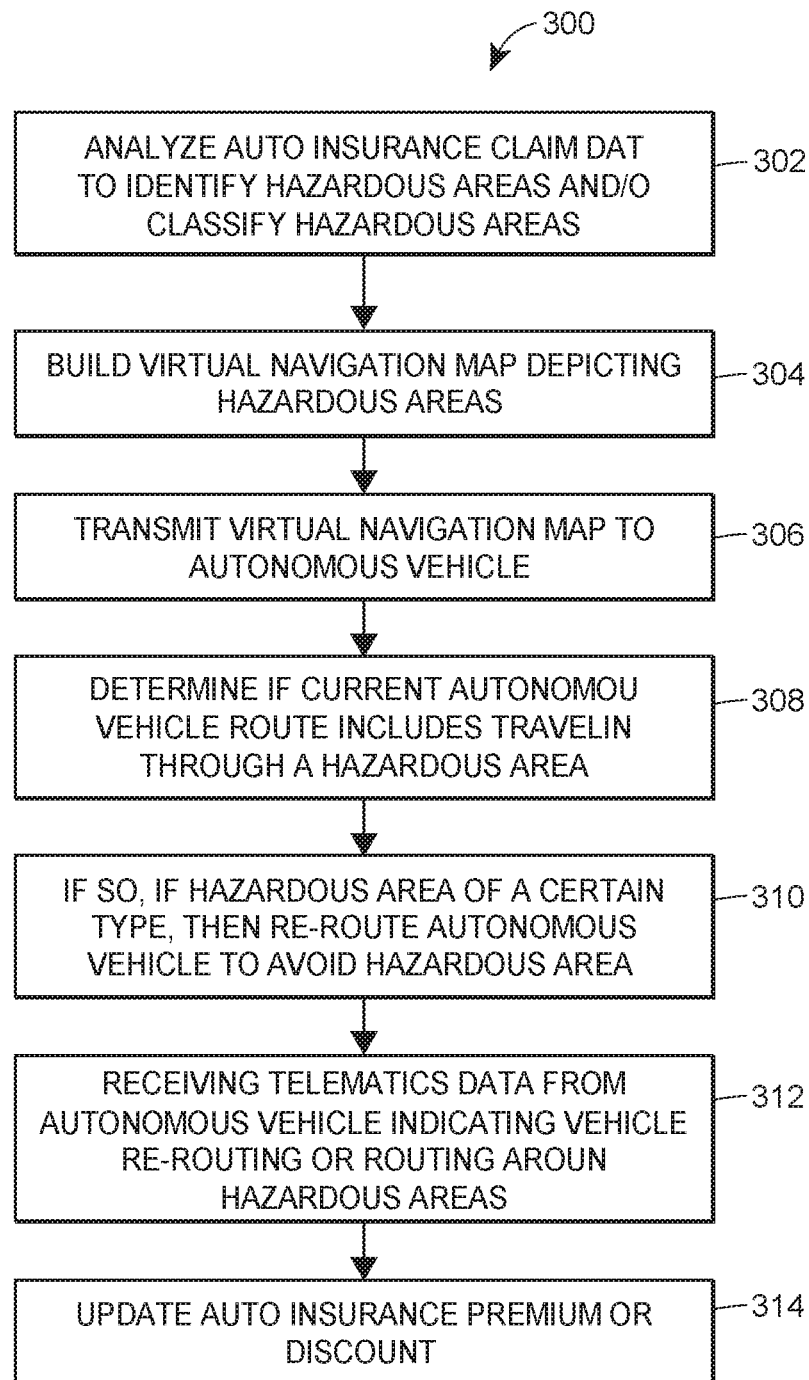 300
ANALYZE AUTO INSURANCE CLAIM DAT
TO IDENTIFY HAZARDOUS AREAS AND/O
CLASSIFY HAZARDOUS AREAS
302
BUILD VIRTUAL NAVIGATION MAP DEPICTING
HAZARDOUS AREAS
304
TRANSMIT VIRTUAL NAVIGATION MAP TO
AUTONOMOUS VEHICLE
306
DETERMINE IF CURRENT AUTONOMOU
VEHICLE ROUTE INCLUDES TRAVELIN
THROUGH A HAZARDOUS AREA
308
IF SO, IF HAZARDOUS AREA OF A CERTAIN
TYPE, THEN RE-ROUTE AUTONOMOUS
VEHICLE TO AVOID HAZARDOUS AREA
310
RECEIVING TELEMATICS DATA FROM
AUTONOMOUS VEHICLE INDICATING VEHICLE
RE-ROUTING OR ROUTING AROUN
HAZARDOUS AREAS
312
UPDATE AUTO INSURANCE PREMIUM OR
DISCOUNT
314